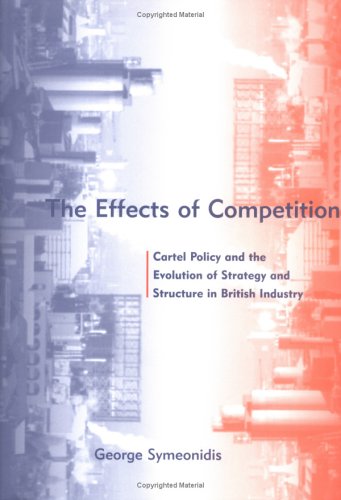 [Copyrighted Material]
The Effects of Competition
Cartel Policy and the
Evolution of Strategy and
Structure in British Industry
George Symeonidis
[Copyrighted Material]